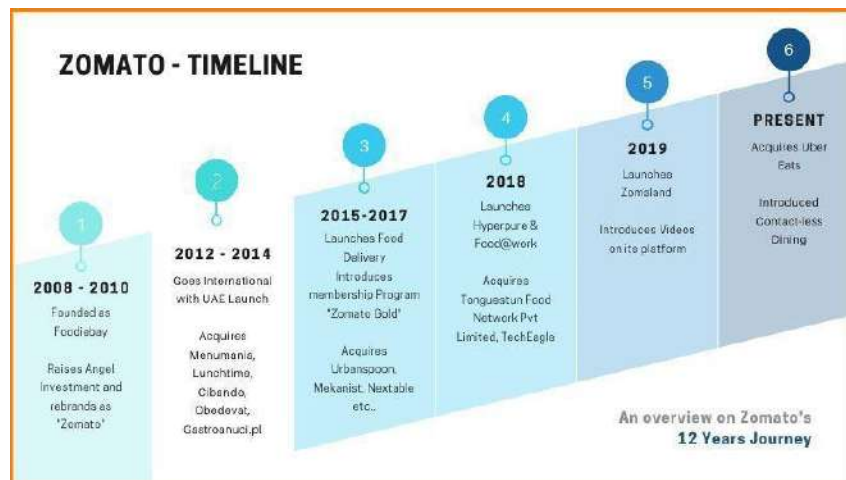 ZOMATO - TIMELINE
1
2008 - 2010
Founded as
Foodiebay
Raises Angel
Investment and
rebrands as
"Zomato"
2
2012 - 2014
Goes International
with UAE Launch
Acquires
Menumania,
Lunchtime,
Cibando,
Obedovat,
Gastronauci.pl
3
2015-2017
Launches Food
Delivery
Introduces
membership Program
"Zomato Gold"
Acquires
Urbanspoon,
Mekanist, Nextable
etc..
4
2018
Launches
Hyperpure &
Food@work
Acquires
Tonguestun Food
Network Pvt
Limited, TechEagle
5
2019
Launches
Zomaland
Introduces Videos
on its platform
6
PRESENT
Acquires Uber
Eats
Introduced
Contact-less
Dining
An overview on Zomato's
12 Years Journey